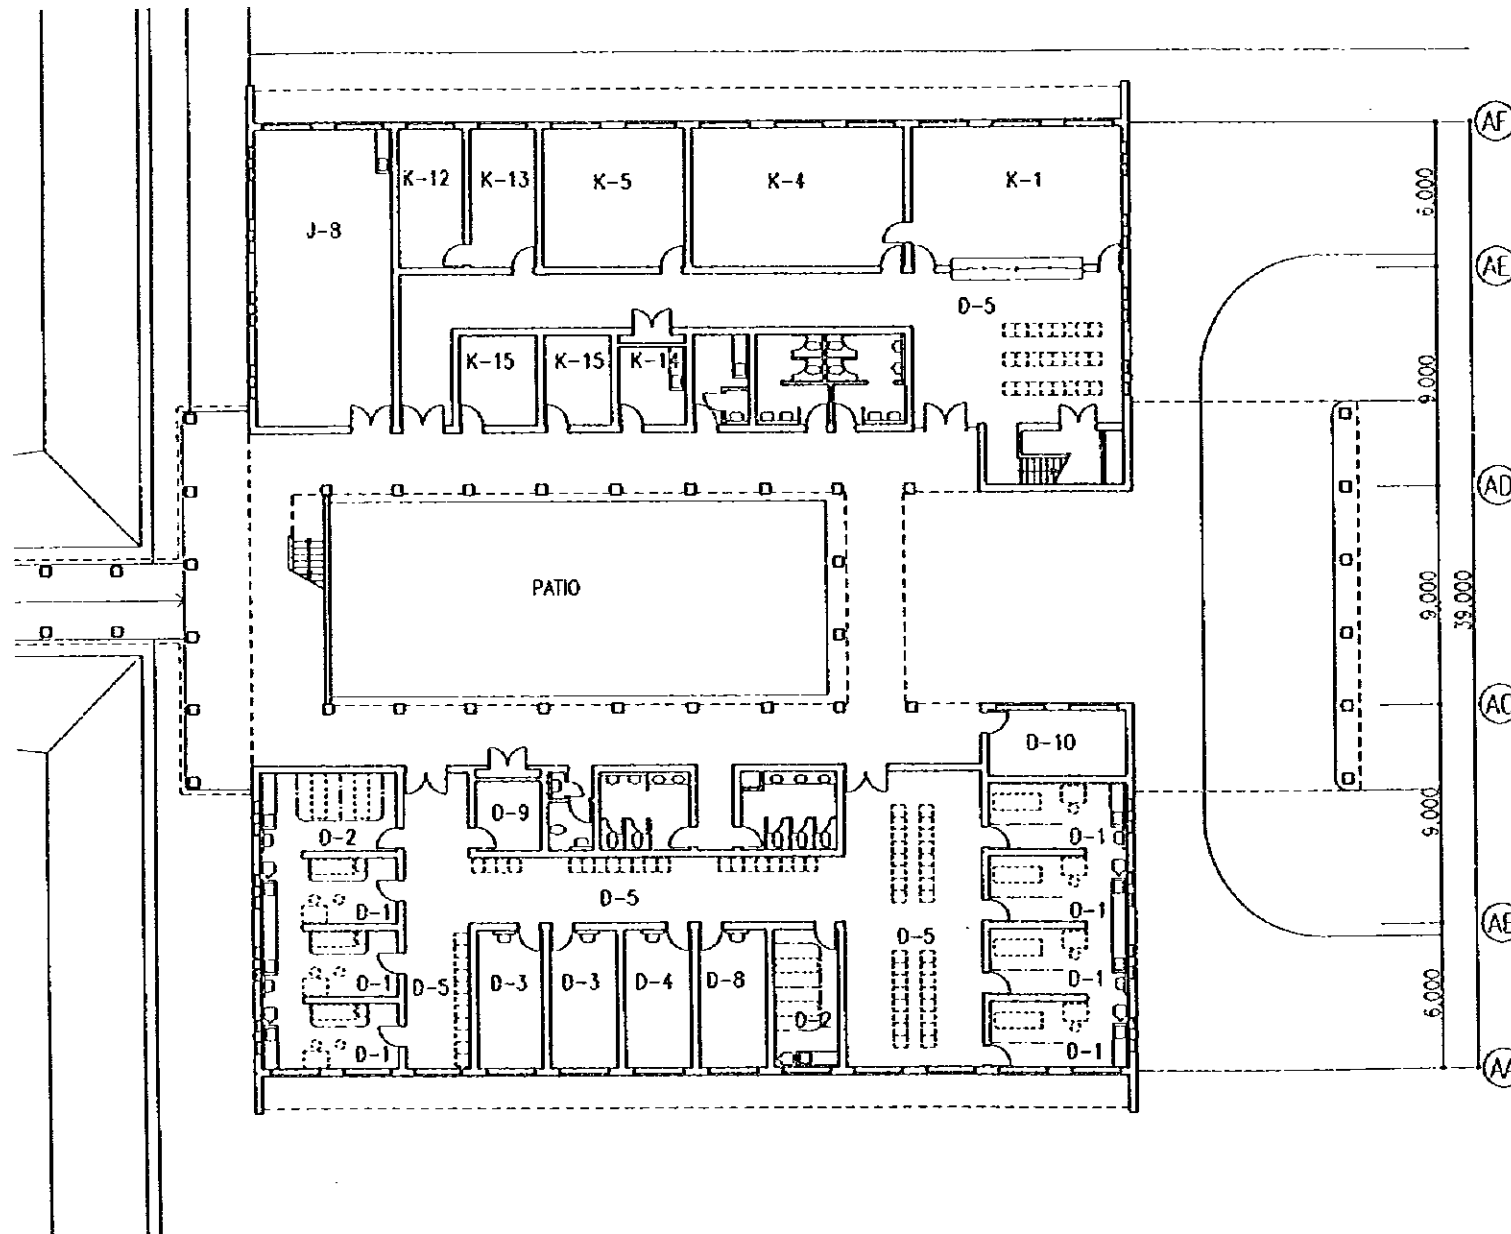 AF
K-12
K-13
K-5
K-4
K-1
6.000
J-8
AE
D-5
K-15
K-15
K-14
9.000
AD
PATIO
9.000
39.000
AC
D-10
D-9
D-2
D-1
9.000
D-5
D-1
D-1
AB
D-5
D-1
D-5
D-3
D-3
D-4
D-8
D-1
6.000
D-2
D-1
D-1
AA